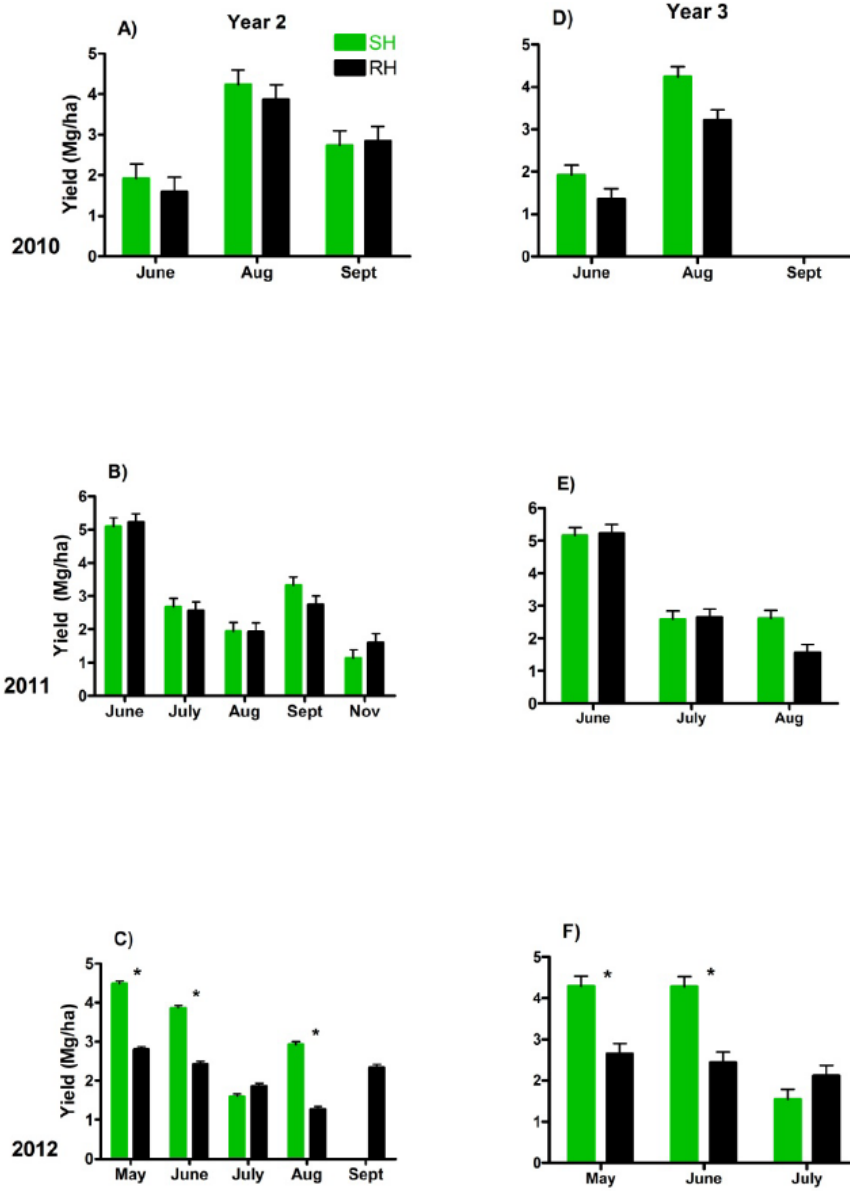 A)
Year 2
SH
RH
Yield (Mg/ha)
5
4
3
2
1
0
June Aug Sept
2010
D)
Year 3
5
4
3
2
1
0
June Aug Sept
B)
Yield (Mg/ha)
6
5
4
3
2
1
0
June July Aug Sept Nov
2011
E)
6
5
4
3
2
1
0
June July Aug
C)
Yield (Mg/ha)
5
4
3
2
1
0
* * *
May June July Aug Sept
2012
F)
5
4
3
2
1
0
* *
May June July